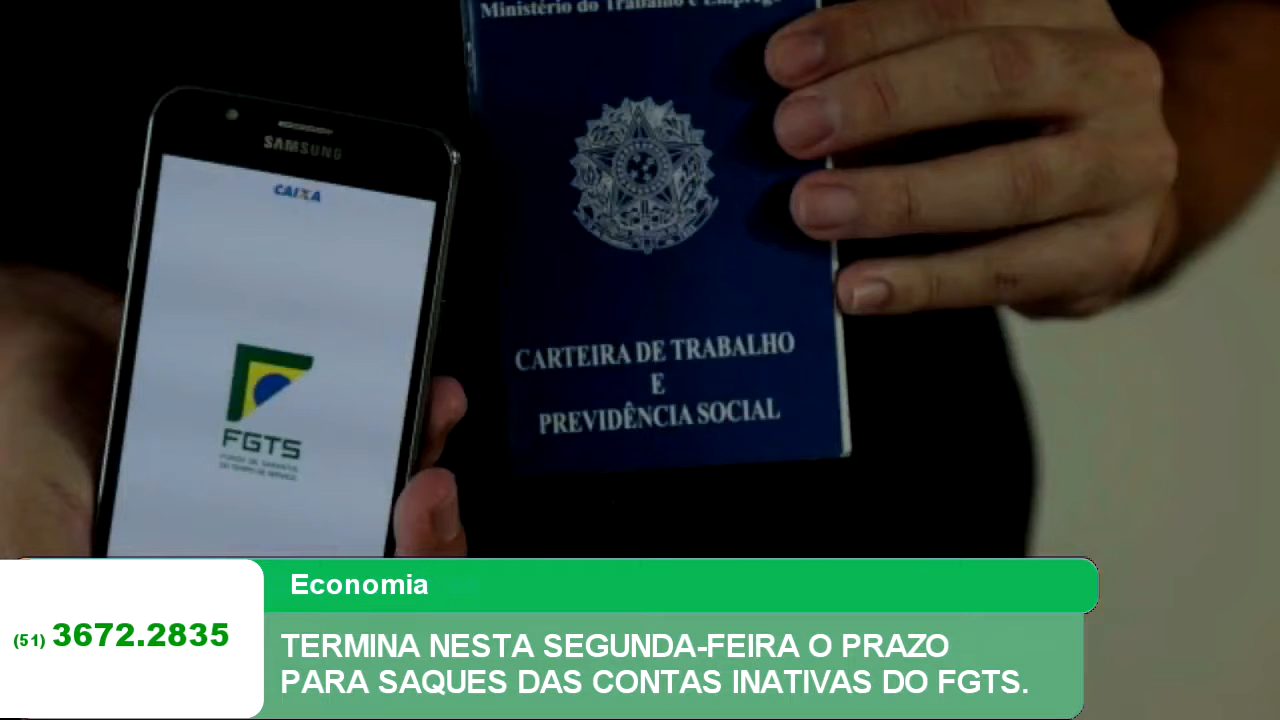 Ministério do Trabalho e Emprego
SAMSUNG
CAIXA
CARTEIRA DE TRABALHO
E
PREVIDÊNCIA SOCIAL
FGTS
Economia
(51) 3672.2835
TERMINA NESTA SEGUNDA-FEIRA O PRAZO
PARA SAQUES DAS CONTAS INATIVAS DO FGTS.